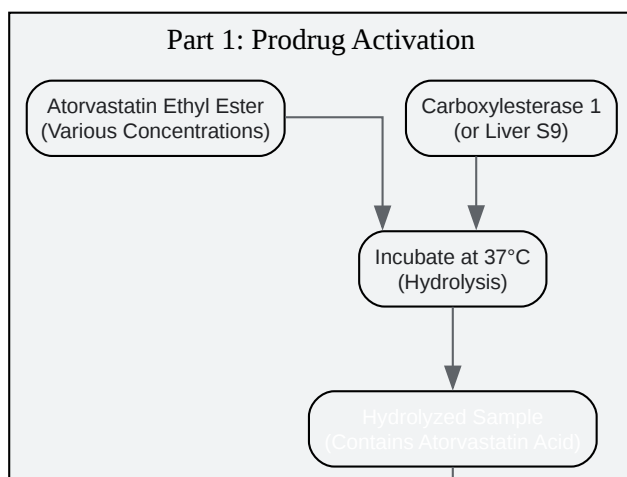 Part 1: Prodrug Activation
Atorvastatin Ethyl Ester
(Various Concentrations)
Carboxylesterase 1
(or Liver S9)
Incubate at 37°C
(Hydrolysis)
Hydrolyzed Sample
(Contains Atorvastatin Acid)